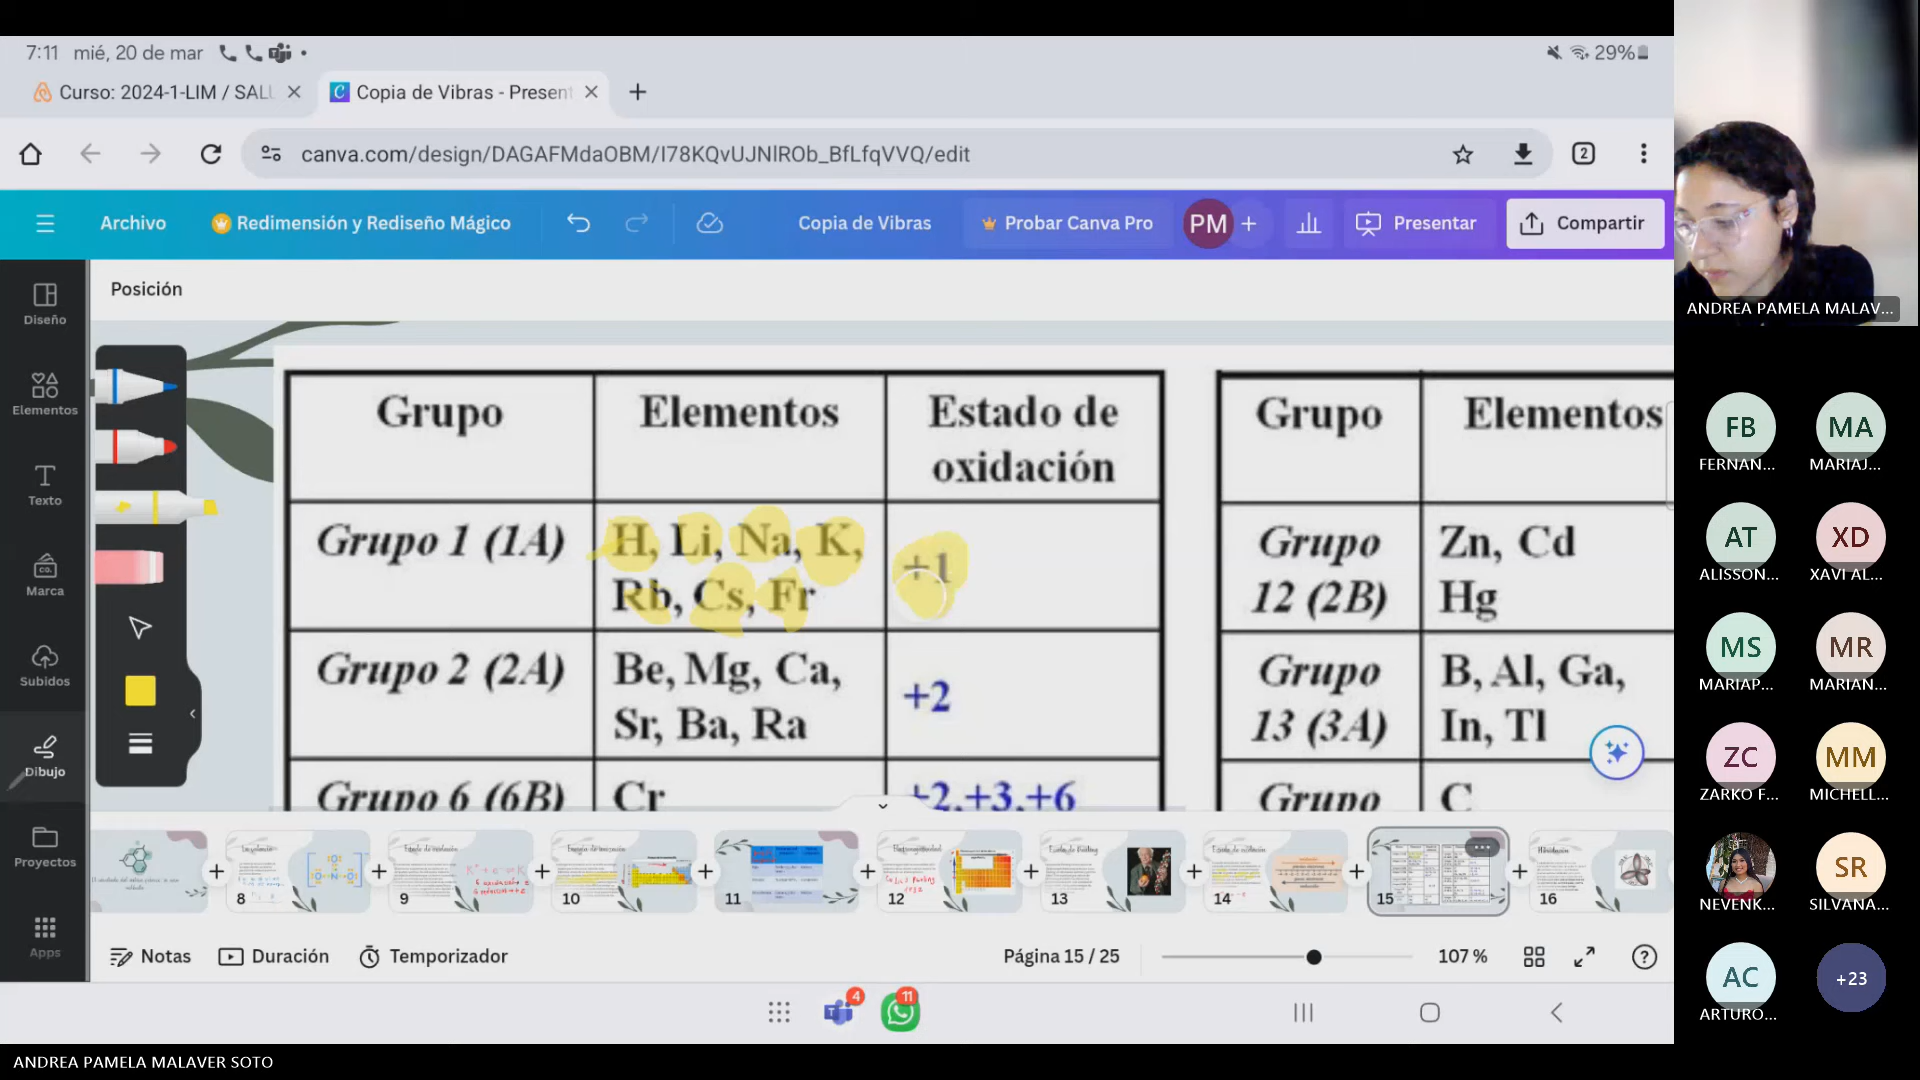 7:11 mié, 20 de mar
29%
Curso: 2024-1-LIM / SALU
Copia de Vibras - Present
canva.com/design/DAGAFMdaOBM/I78KQvUJNlROb_BfLfqVVQ/edit
2
Archivo
Redimensión y Rediseño Mágico
Copia de Vibras
Probar Canva Pro
PM
Presentar
Compartir
Diseño
Elementos
Texto
Marca
Subidos
Dibujo
Proyectos
Apps
Posición
Grupo Elementos Estado de oxidación
Grupo 1 (1A) H, Li, Na, K, Rb, Cs, Fr +1
Grupo 2 (2A) Be, Mg, Ca, Sr, Ba, Ra +2
Grupo 6 (6B) Cr +2,+3,+6
Grupo Elementos
Grupo 12 (2B) Zn, Cd Hg
Grupo 13 (3A) B, Al, Ga, In, Tl
Grupo C
8
9
10
11
12
13
14
15
16
Notas
Duración
Temporizador
Página 15 / 25
107 %
4
11
ANDREA PAMELA MALAV...
FB
FERNAN...
MA
MARIAJ...
AT
ALISSON...
XD
XAVI AL...
MS
MARIAP...
MR
MARIAN...
ZC
ZARKO F...
MM
MICHELL...
NEVENK...
SR
SILVANA...
AC
ARTURO...
+23
ANDREA PAMELA MALAVER SOTO